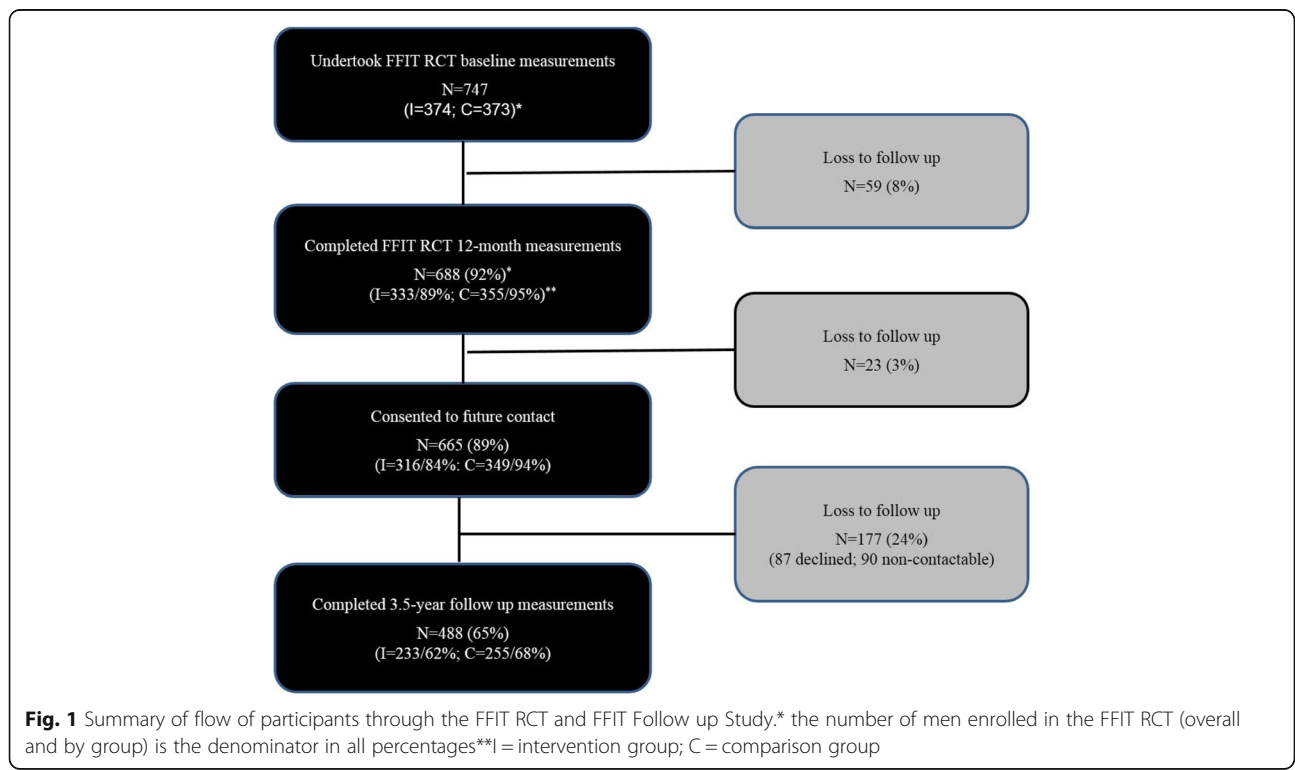 Undertook FFIT RCT baseline measurements
N=747
(I=374; C=373)*
Loss to follow up
N=59 (8%)
Completed FFIT RCT 12-month measurements
N=688 (92%)*
(I=333/89%; C=355/95%)**
Loss to follow up
N=23 (3%)
Consented to future contact
N=665 (89%)
(I=316/84%: C=349/94%)
Loss to follow up
N=177 (24%)
(87 declined; 90 non-contactable)
Completed 3.5-year follow up measurements
N=488 (65%)
(I=233/62%; C=255/68%)
Fig. 1 Summary of flow of participants through the FFIT RCT and FFIT Follow up Study.* the number of men enrolled in the FFIT RCT (overall
and by group) is the denominator in all percentages**I = intervention group; C = comparison group